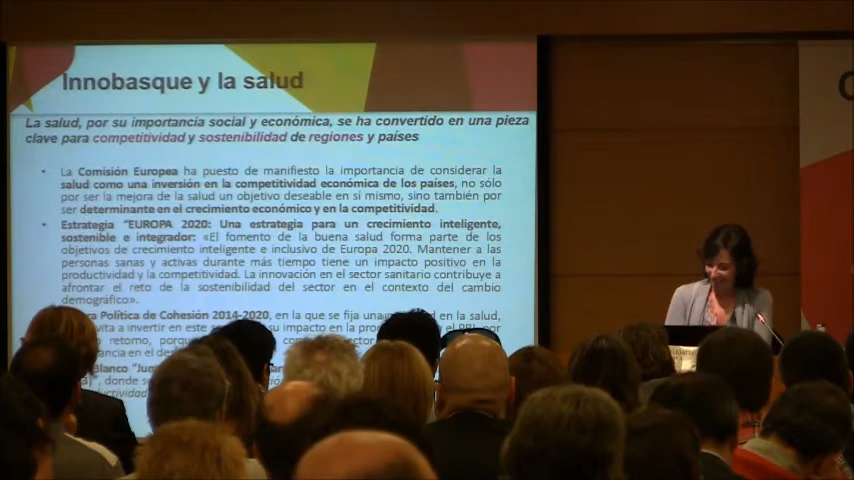 Innobasque y la salud
La salud, por su importancia social y económica, se ha convertido en una pieza
clave para competitividad y sostenibilidad de regiones y países
• La Comisión Europea ha puesto de manifiesto la importancia de considerar la
salud como una inversión en la competitividad económica de los países, no sólo
por ser la mejora de la salud un objetivo deseable en sí mismo, sino también por
ser determinante en el crecimiento económico y en la competitividad.
• Estrategia "EUROPA 2020: Una estrategia para un crecimiento inteligente,
sostenible e integrador: «El fomento de la buena salud forma parte de los
objetivos de crecimiento inteligente e inclusivo de Europa 2020. Mantener a las
personas sanas y activas durante más tiempo tiene un impacto positivo en la
productividad y la competitividad. La innovación en el sector sanitario contribuye a
afrontar el reto de la sostenibilidad del sector en el contexto del cambio
demográfico».
Política de Cohesión 2014-2020, en la que se fija una en la salud,
a invertir en este su impacto en la
retorno, sector
en el
Blanco
donde